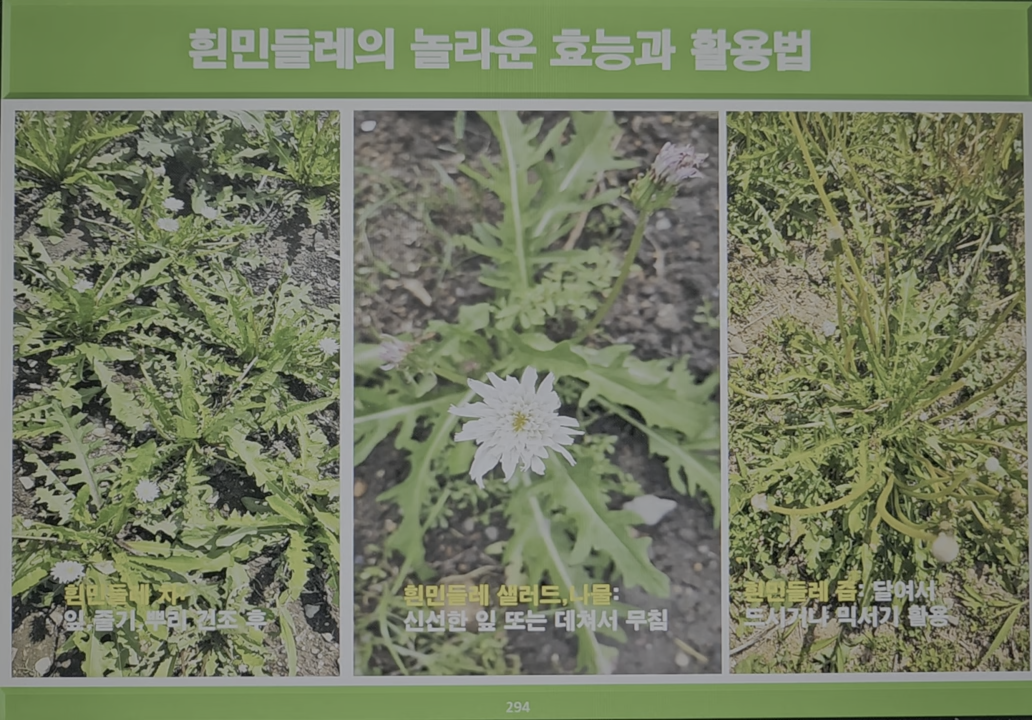 흰민들레의 놀라운 효능과 활용법
흰민들레 차:
잎, 줄기, 뿌리 건조 후
흰민들레 샐러드, 나물:
신선한 잎 또는 데쳐서 무침
흰민들레 즙: 달여서
드시거나 믹서기 활용
294